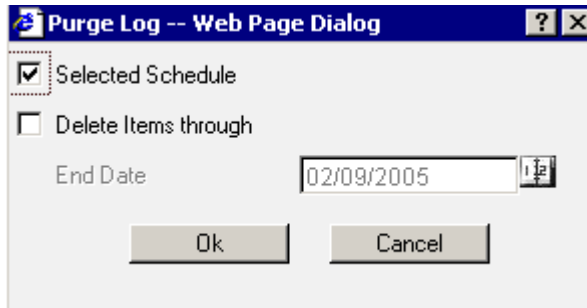 Purge Log -- Web Page Dialog ? X
Selected Schedule
Delete Items through
End Date 02/09/2005
Ok Cancel